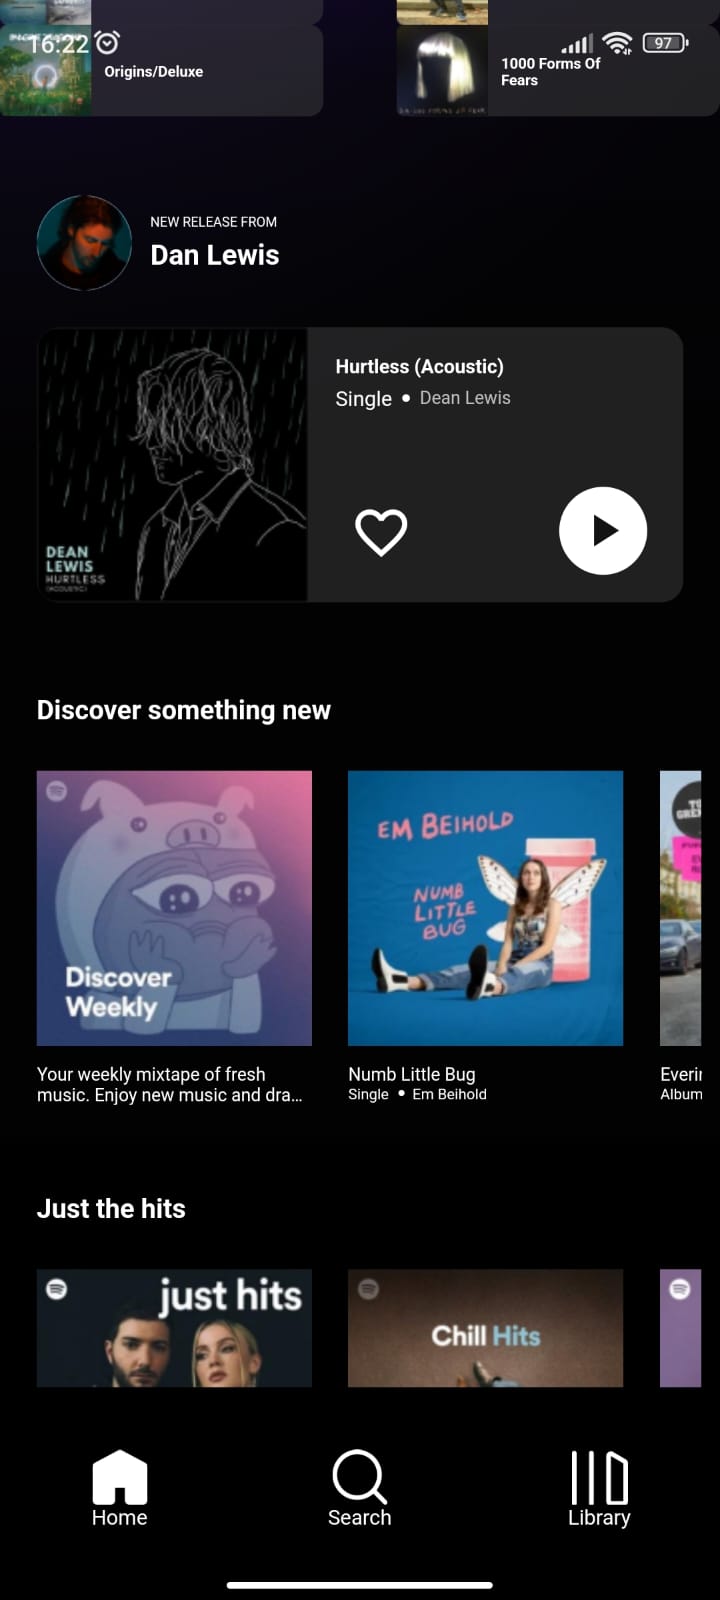 16:22
97
Origins/Deluxe
1000 Forms Of
Fears
NEW RELEASE FROM
Dan Lewis
Hurtless (Acoustic)
Single • Dean Lewis
DEAN
LEWIS
HURTLESS
(ACOUSTIC)
Discover something new
Discover
Weekly
EM BEIHOLD
NUMB
LITTLE
BUG
Your weekly mixtape of fresh
music. Enjoy new music and dra...
Numb Little Bug
Single • Em Beihold
Album
Just the hits
just hits
Chill Hits
Home
Search
Library